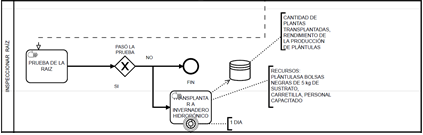 INSPECCIONAR RAIZ
PRUEBA DE LA
RAIZ
PASÓ LA
PRUEBA
NO
SI
FIN
CANTIDAD DE
PLANTAS
TRANSPLANTADAS,
RENDIMIENTO DE
LA PRODUCCIÓN
DE PLÁNTULAS
TRANSPLANTA
R A
INVERNADERO
HIDROPÓNICO
RECURSOS:
PLÁNTULASA BOLSAS
NEGRAS DE 5 kg DE
SUSTRATO,
CARRETILLA, PERSONAL
CAPACITADO
1 DIA